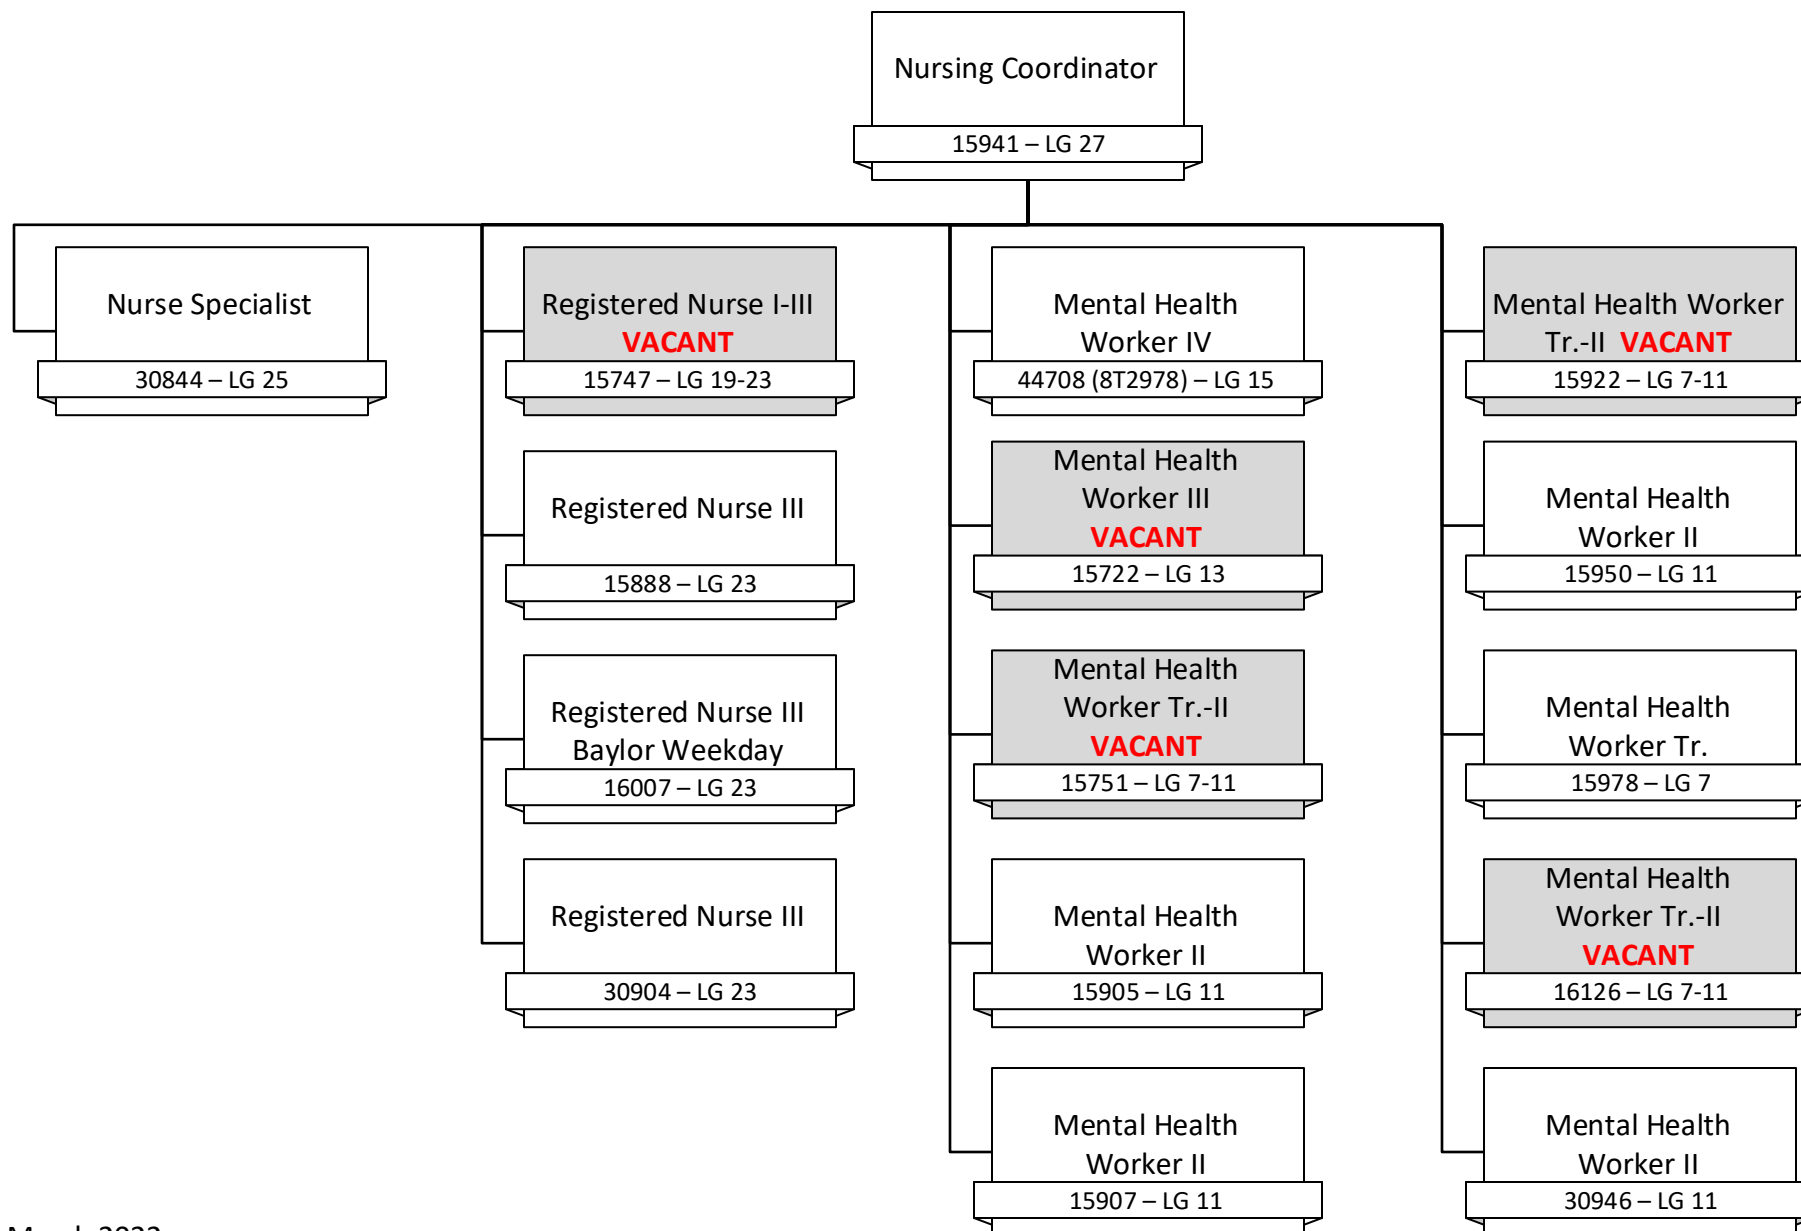 Nursing Coordinator
15941 – LG 27
Nurse Specialist
30844 – LG 25
Registered Nurse I-III
VACANT
15747 – LG 19-23
Registered Nurse III
15888 – LG 23
Registered Nurse III
Baylor Weekday
16007 – LG 23
Registered Nurse III
30904 – LG 23
Mental Health
Worker IV
44708 (8T2978) – LG 15
Mental Health
Worker III
VACANT
15722 – LG 13
Mental Health
Worker Tr.-II
VACANT
15751 – LG 7-11
Mental Health
Worker II
15905 – LG 11
Mental Health
Worker II
15907 – LG 11
Mental Health Worker
Tr.-II VACANT
15922 – LG 7-11
Mental Health
Worker II
15950 – LG 11
Mental Health
Worker Tr.
15978 – LG 7
Mental Health
Worker Tr.-II
VACANT
16126 – LG 7-11
Mental Health
Worker II
30946 – LG 11